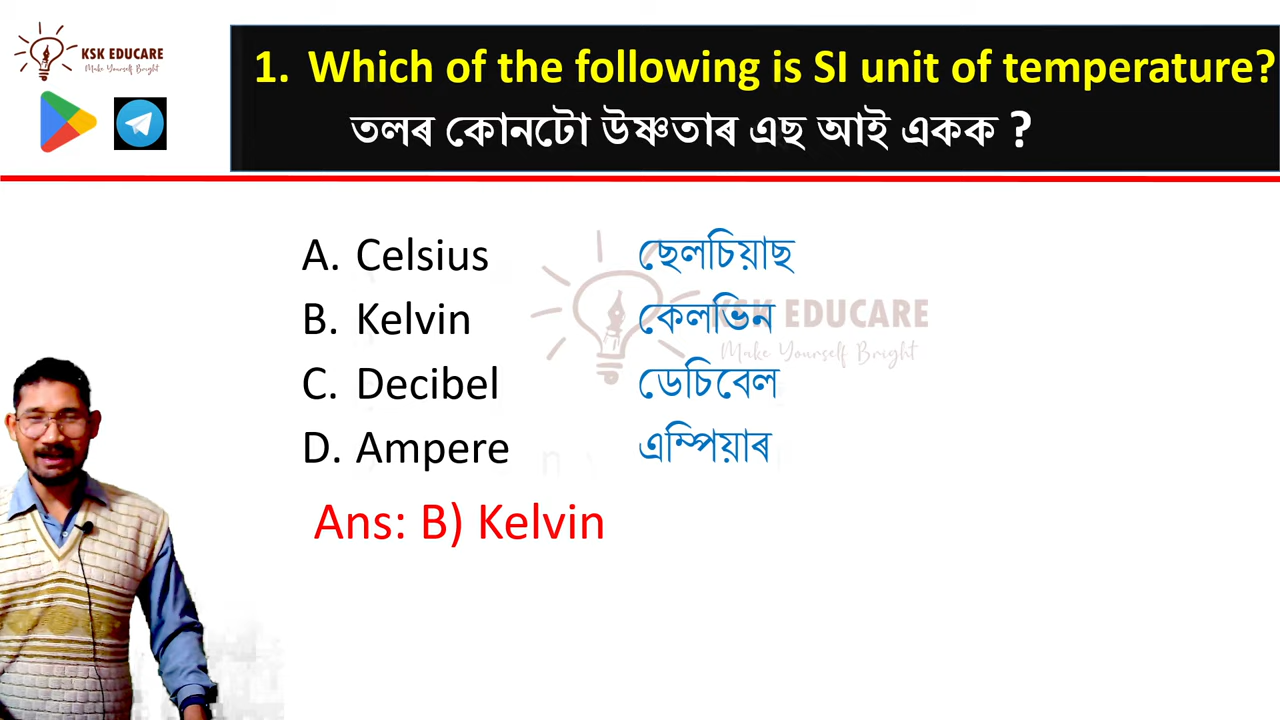 KSK EDUCARE
Make Yourself Bright
1. Which of the following is SI unit of temperature?
তলৰ কোনটো উষ্ণতাৰ এছ আই একক ?
A. Celsius ছেলচিয়াছ
B. Kelvin কেলভিন
C. Decibel ডেচিবেল
D. Ampere এম্পিয়াৰ
KSK EDUCARE
Make Yourself Bright
Ans: B) Kelvin